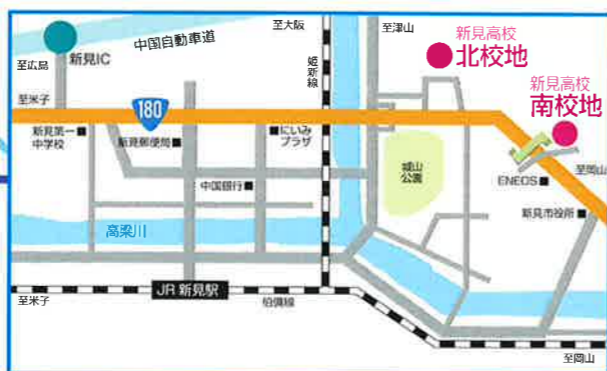 至大阪
至津山
新見高校
北校地
中国自動車道
新見IC
至広島
姫新線
新見高校
南校地
至米子
180
新見第一
中学校
新見郵便局
にいみ
プラザ
城山
公園
ENEOS
至岡山
中国銀行
新見市役所
高梁川
JR 新見駅
至米子
伯備線
至岡山